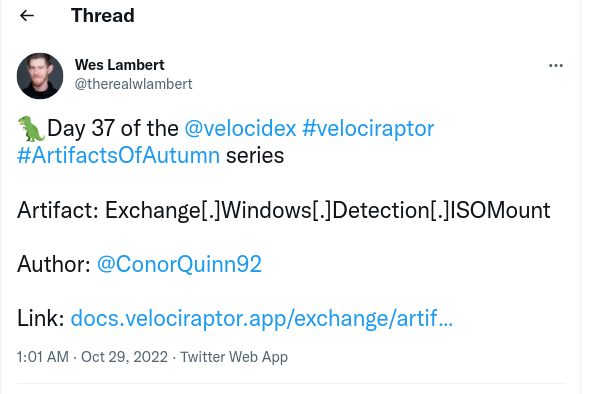 Thread
Wes Lambert
@therealwlambert
🦖Day 37 of the @velocidex #velociraptor
#ArtifactsOfAutumn series
Artifact: Exchange[.]Windows[.]Detection[.]ISOMount
Author: @ConorQuinn92
Link: docs.velociraptor.app/exchange/artif...
1:01 AM · Oct 29, 2022 · Twitter Web App